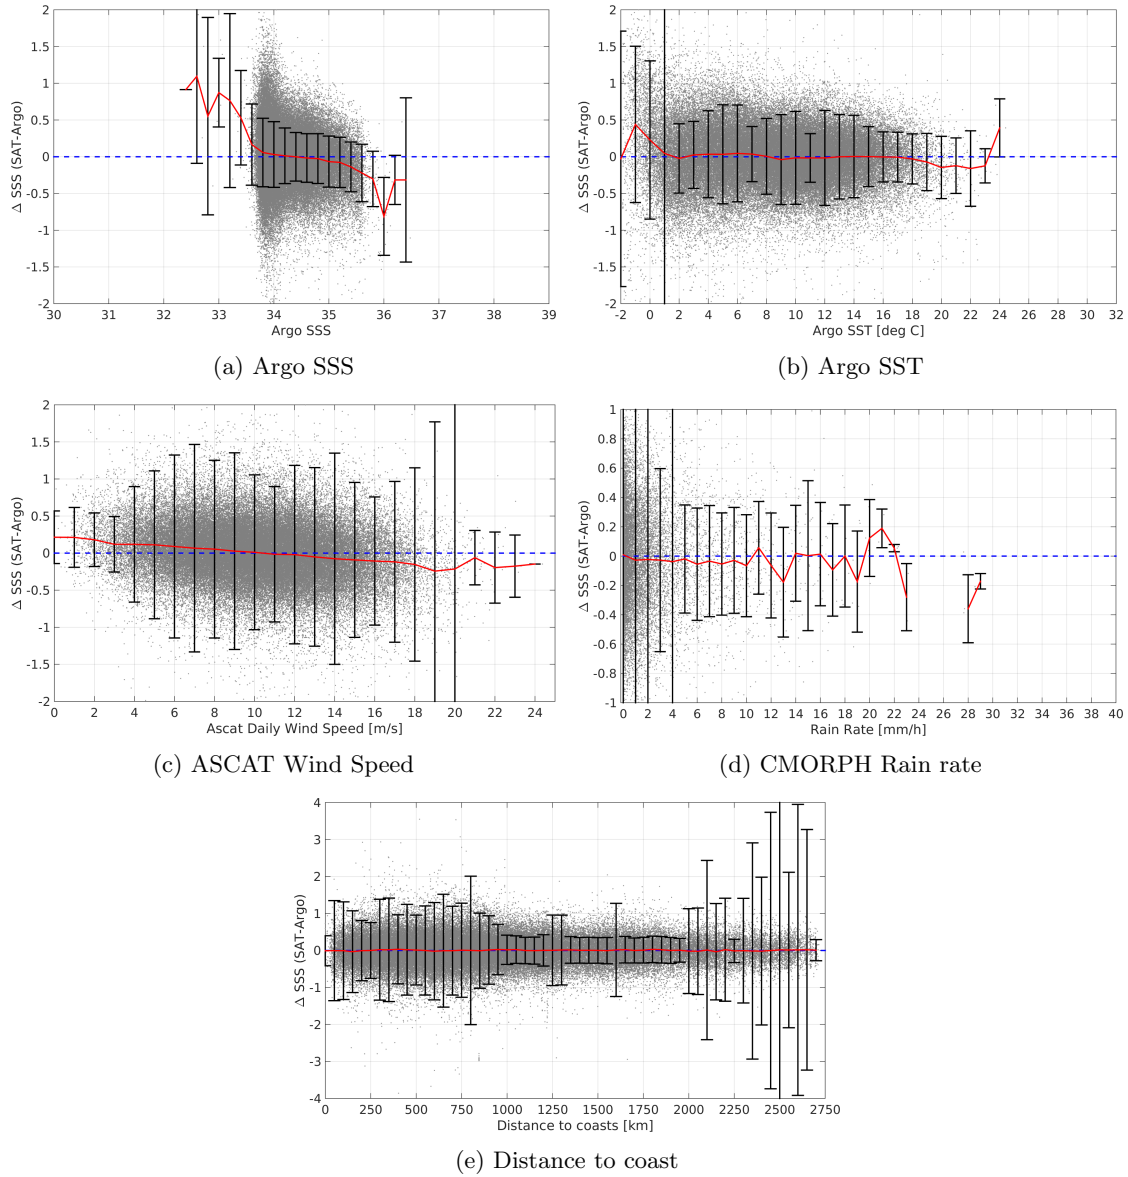 2
1.5
1
0.5
0
-0.5
-1
-1.5
-2
30 31 32 33 34 35 36 37 38 39
Δ SSS (SAT-Argo)
Argo SSS
(a) Argo SSS
2
1.5
1
0.5
0
-0.5
-1
-1.5
-2
-2 0 2 4 6 8 10 12 14 16 18 20 22 24 26 28 30 32
Δ SSS (SAT-Argo)
Argo SST [deg C]
(b) Argo SST
2
1.5
1
0.5
0
-0.5
-1
-1.5
-2
0 2 4 6 8 10 12 14 16 18 20 22 24
Δ SSS (SAT-Argo)
Ascat Daily Wind Speed [m/s]
(c) ASCAT Wind Speed
1
0.8
0.6
0.4
0.2
0
-0.2
-0.4
-0.6
-0.8
-1
0 2 4 6 8 10 12 14 16 18 20 22 24 26 28 30 32 34 36 38 40
Δ SSS (SAT-Argo)
Rain Rate [mm/h]
(d) CMORPH Rain rate
4
3
2
1
0
-1
-2
-3
-4
0 250 500 750 1000 1250 1500 1750 2000 2250 2500 2750
Δ SSS (SAT-Argo)
Distance to coasts [km]
(e) Distance to coast